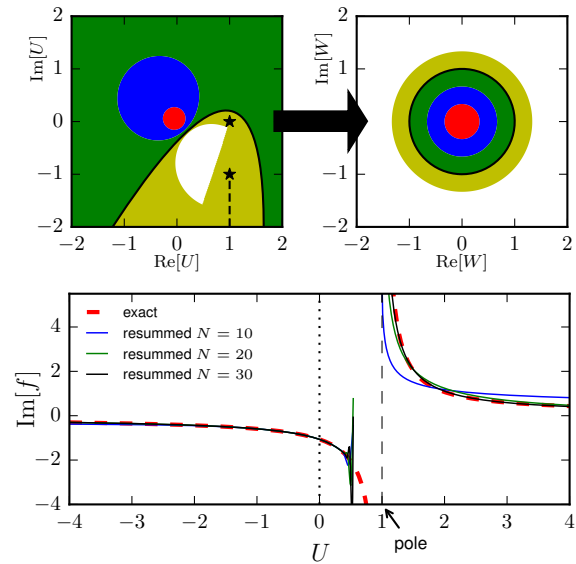 2
1
0
−1
−2
Im[U]
−2 −1 0 1 2
Re[U]
2
1
0
−1
−2
Im[W]
−2 −1 0 1 2
Re[W]
exact
resummed N = 10
resummed N = 20
resummed N = 30
4
2
0
−2
−4
Im[f]
−4 −3 −2 −1 0 1 2 3 4
U
pole